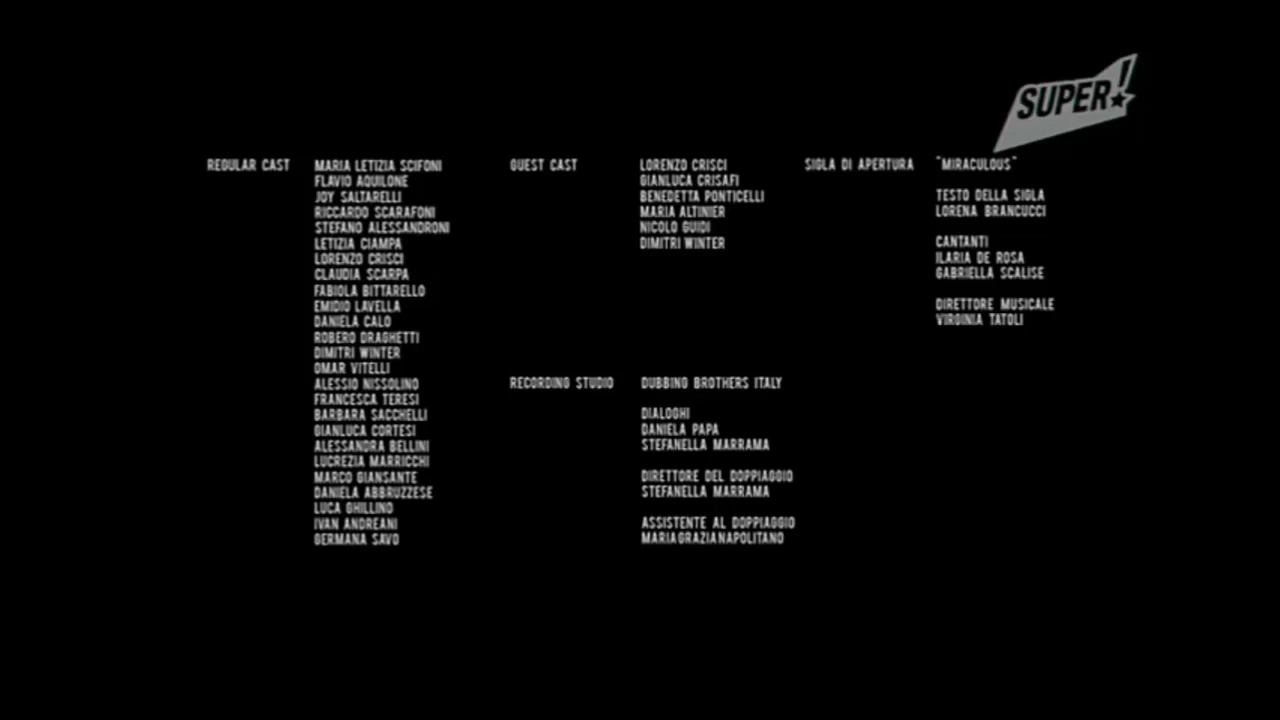 SUPER!
REGULAR CAST
MARIA LETIZIA SCIFONI
FLAVIO AQUILONE
JOY SALTARELLI
RICCARDO SCARAFONI
STEFANO ALESSANDRONI
LETIZIA CIAMPA
LORENZO CRISCI
CLAUDIA SCARPA
FABIOLA BITTARELLO
EMIDIO LAVELLA
DANIELA CALO
ROBERO DRAGHETTI
DIMITRI WINTER
OMAR VITELLI
ALESSIO NISSOLINO
FRANCESCA TERESI
BARBARA SACCHELLI
GIANLUCA CORTESI
ALESSANDRA BELLINI
LUCREZIA MARRICCHI
MARCO GIANSANTE
DANIELA ABBRUZZESE
LUCA GHILLINO
IVAN ANDREANI
GERMANA SAVO
GUEST CAST
LORENZO CRISCI
GIANLUCA CRISAFI
BENEDETTA PONTICELLI
MARIA ALTINIER
NICOLO GUIDI
DIMITRI WINTER
RECORDING STUDIO
DUBBING BROTHERS ITALY
DIALOGHI
DANIELA PAPA
STEFANELLA MARRAMA
DIRETTORE DEL DOPPIAGGIO
STEFANELLA MARRAMA
ASSISTENTE AL DOPPIAGGIO
MARIAGRAZIANAPOLITANO
SIGLA DI APERTURA
"MIRACULOUS"
TESTO DELLA SIGLA
LORENA BRANCUCCI
CANTANTI
ILARIA DE ROSA
GABRIELLA SCALISE
DIRETTORE MUSICALE
VIRGINIA TATOLI